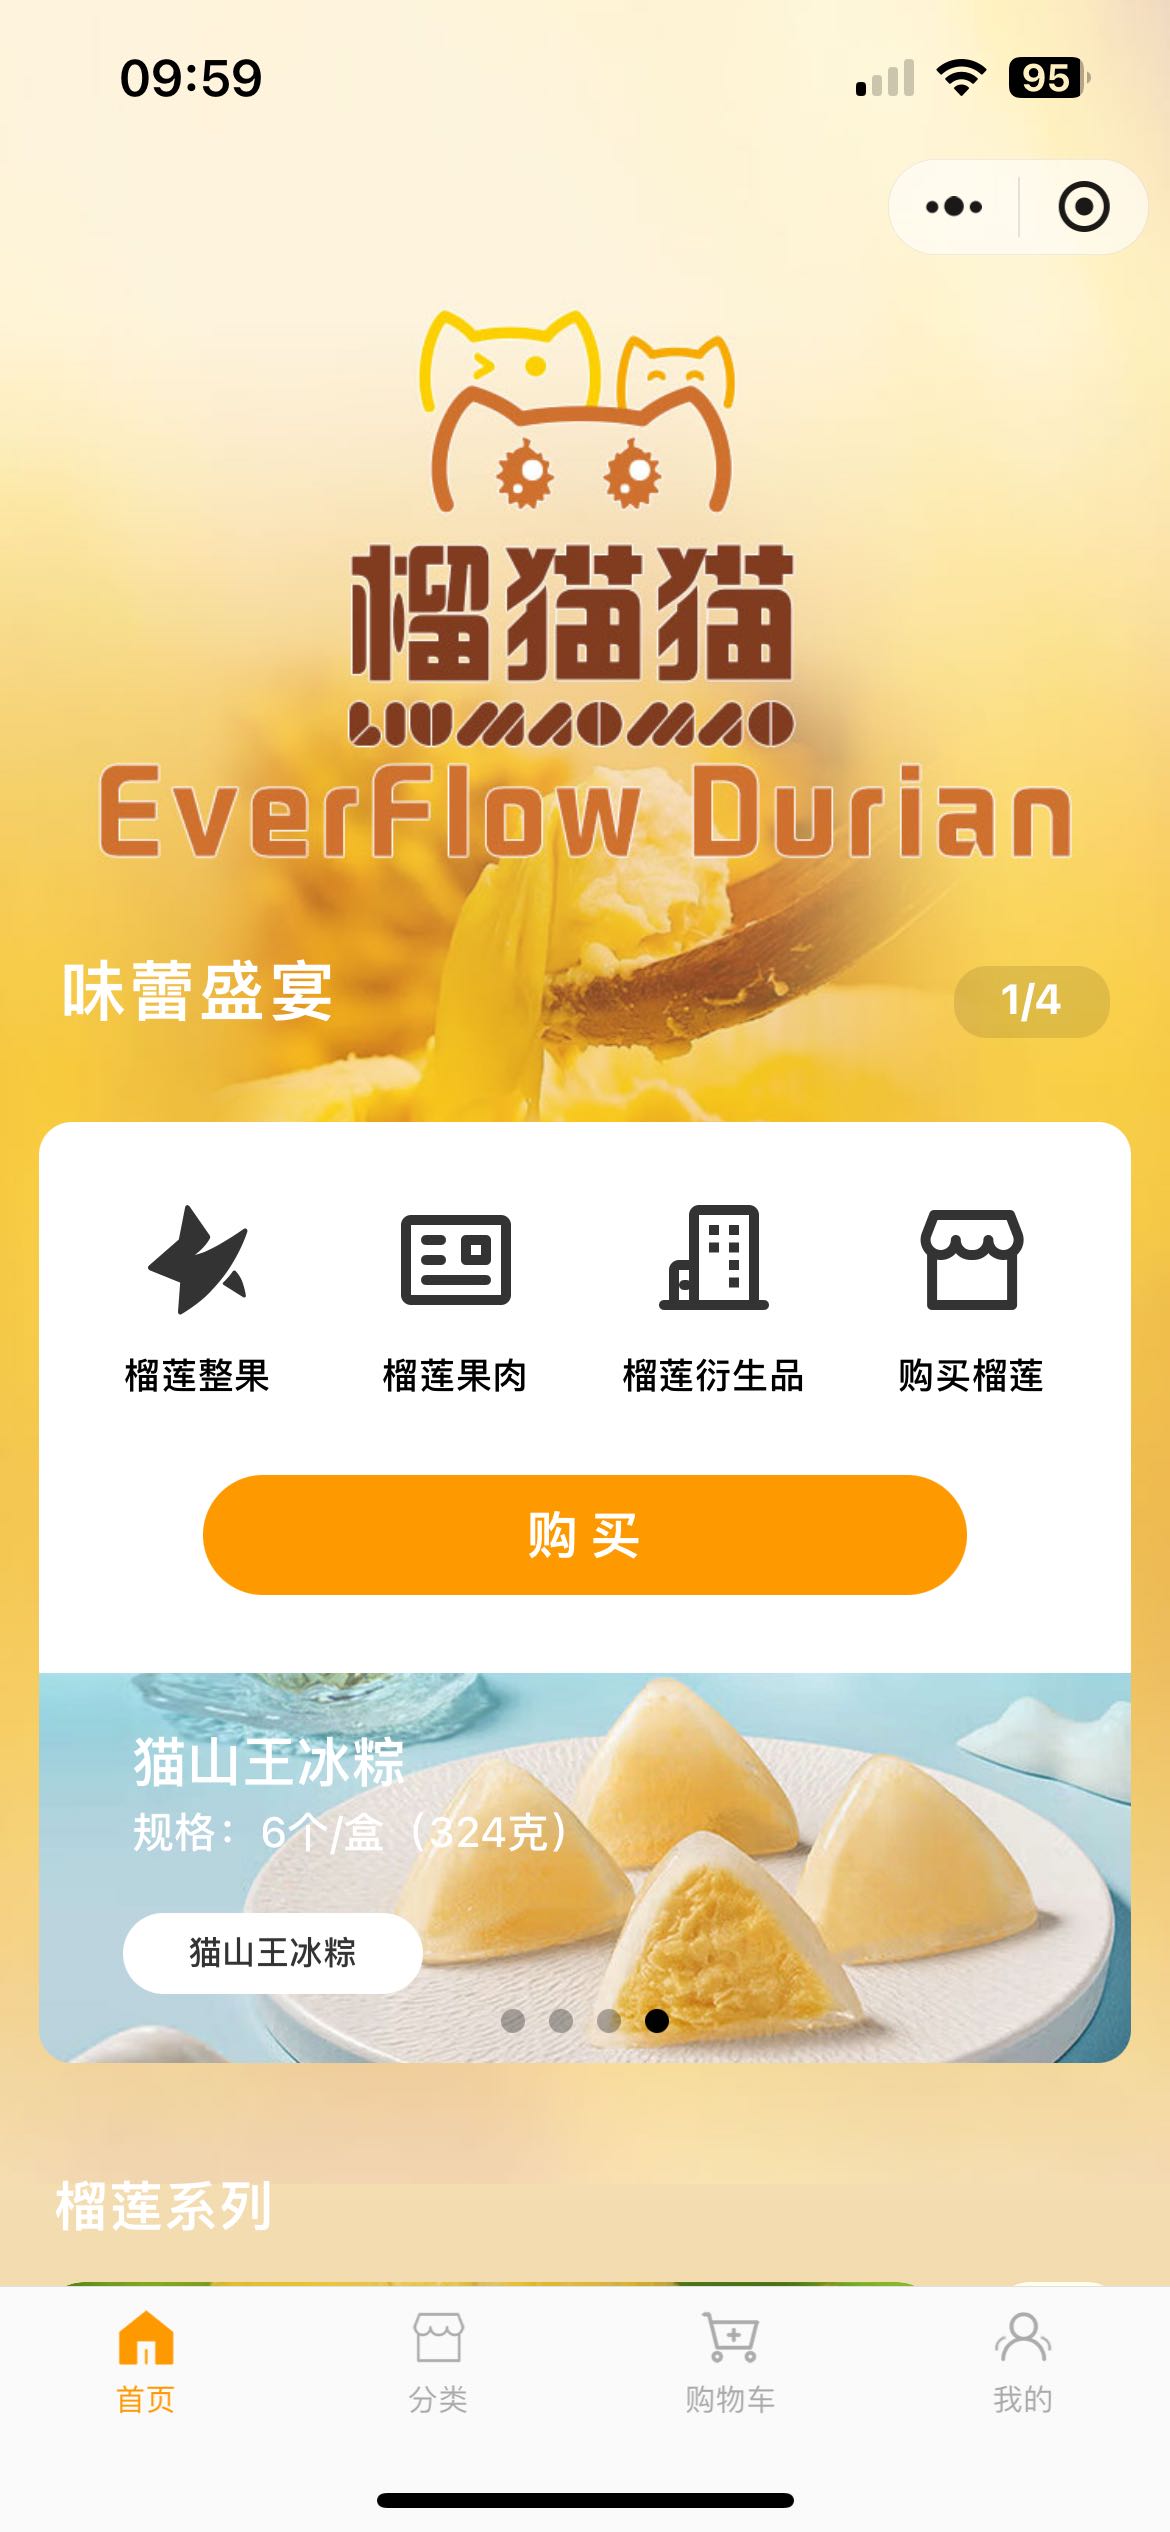 09:59
95
榴猫猫
LIUMAOMAO
EverFlow Durian
味蕾盛宴
1/4
榴莲整果
榴莲果肉
榴莲衍生品
购买榴莲
购买
猫山王冰粽
规格：6个/盒（324克）
猫山王冰粽
榴莲系列
首页
分类
购物车
我的